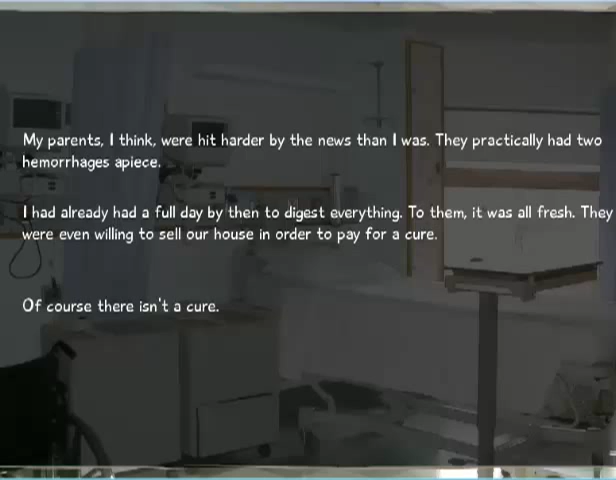 My parents, I think, were hit harder by the news than I was. They practically had two
hemorrhages apiece.
I had already had a full day by then to digest everything. To them, it was all fresh. They
were even willing to sell our house in order to pay for a cure.
Of course there isn't a cure.